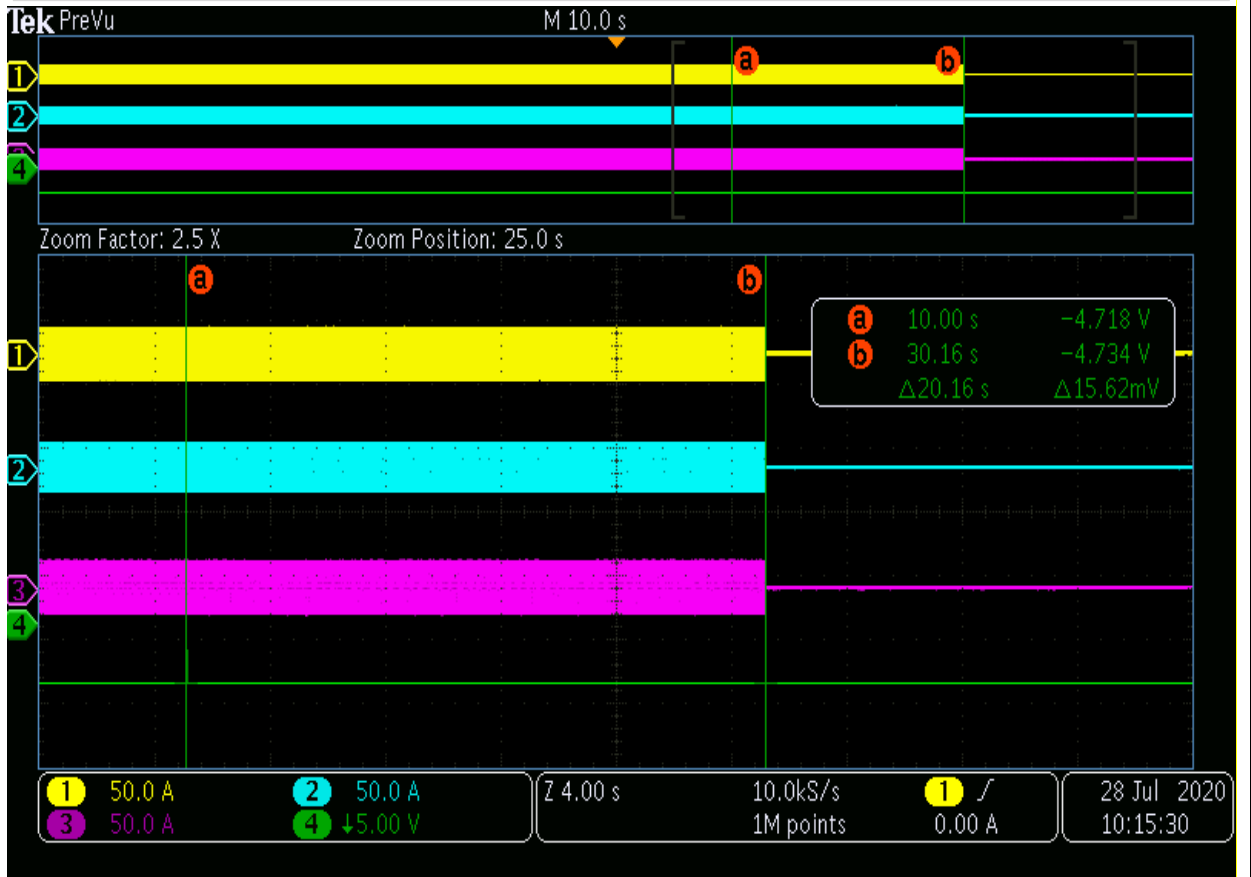 Tek PreVu M 10.0 s
1 a b
2
3
4
Zoom Factor: 2.5 X Zoom Position: 25.0 s
a b
a 10.00 s -4.718 V
1 b 30.16 s -4.734 V
Δ20.16 s Δ15.62mV
2
3
4
1 50.0 A 2 50.0 A Z 4.00 s 10.0kS/s 1 28 Jul 2020
3 50.0 A 4 ↓5.00 V 1M points 0.00 A 10:15:30